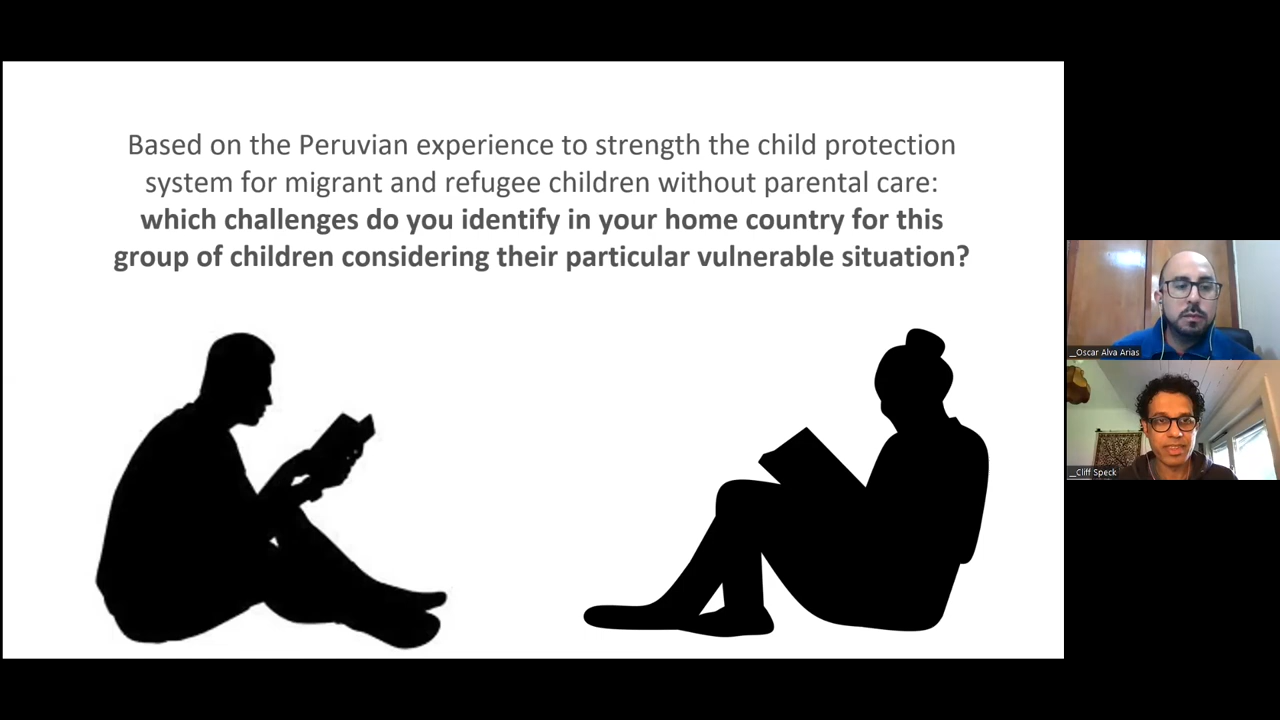 Based on the Peruvian experience to strength the child protection
system for migrant and refugee children without parental care:
which challenges do you identify in your home country for this
group of children considering their particular vulnerable situation?
_Oscar Alva Arias
_Cliff Speck